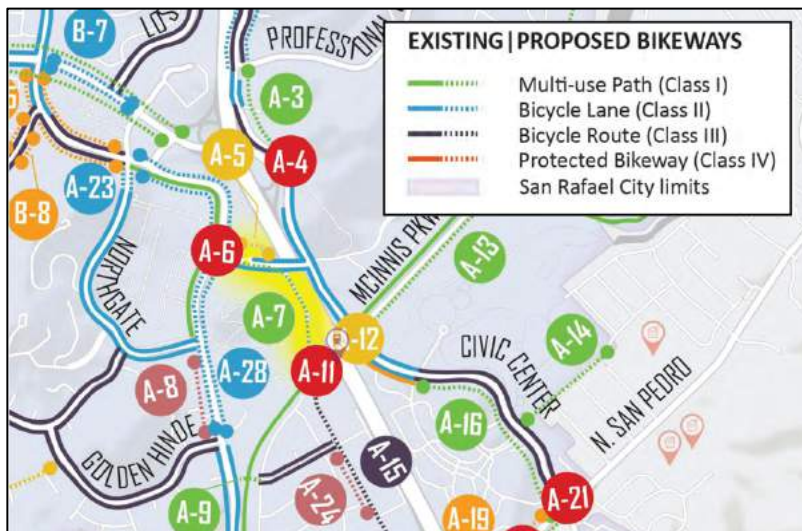 B-7
LOS
PROFESSIONAL
EXISTING | PROPOSED BIKEWAYS
Multi-use Path (Class I)
Bicycle Lane (Class II)
Bicycle Route (Class III)
Protected Bikeway (Class IV)
San Rafael City limits
A-3
A-5
A-4
A-23
B-8
A-6
MCINNIS PKWY
A-13
NORTHGATE
A-7
-12
A-14
CIVIC CENTER
A-11
A-8
A-28
N. SAN PEDRO
A-16
GOLDEN HINDE
A-15
A-24
A-9
A-19
A-21